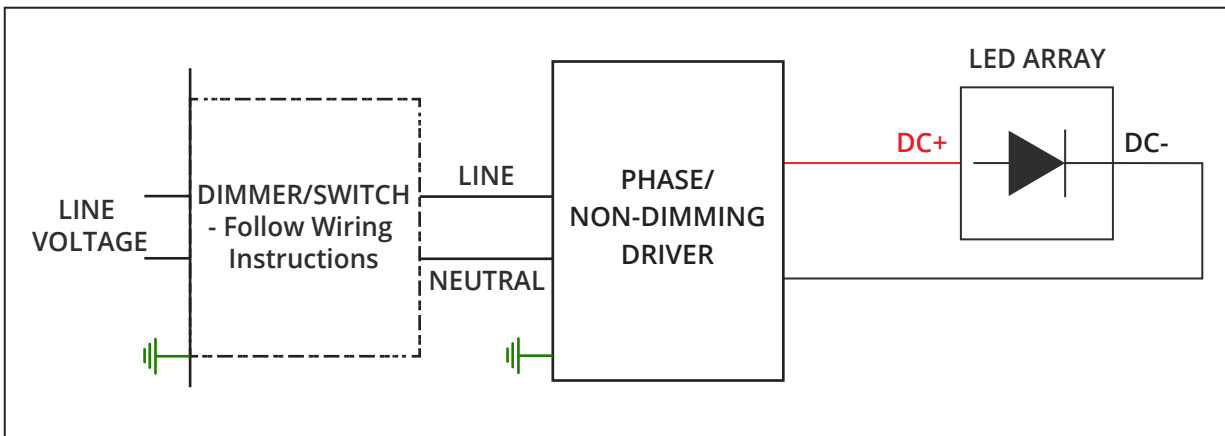 LINE
VOLTAGE
DIMMER/SWITCH
- Follow Wiring
Instructions
LINE
NEUTRAL
PHASE/
NON-DIMMING
DRIVER
LED ARRAY
DC+
DC-